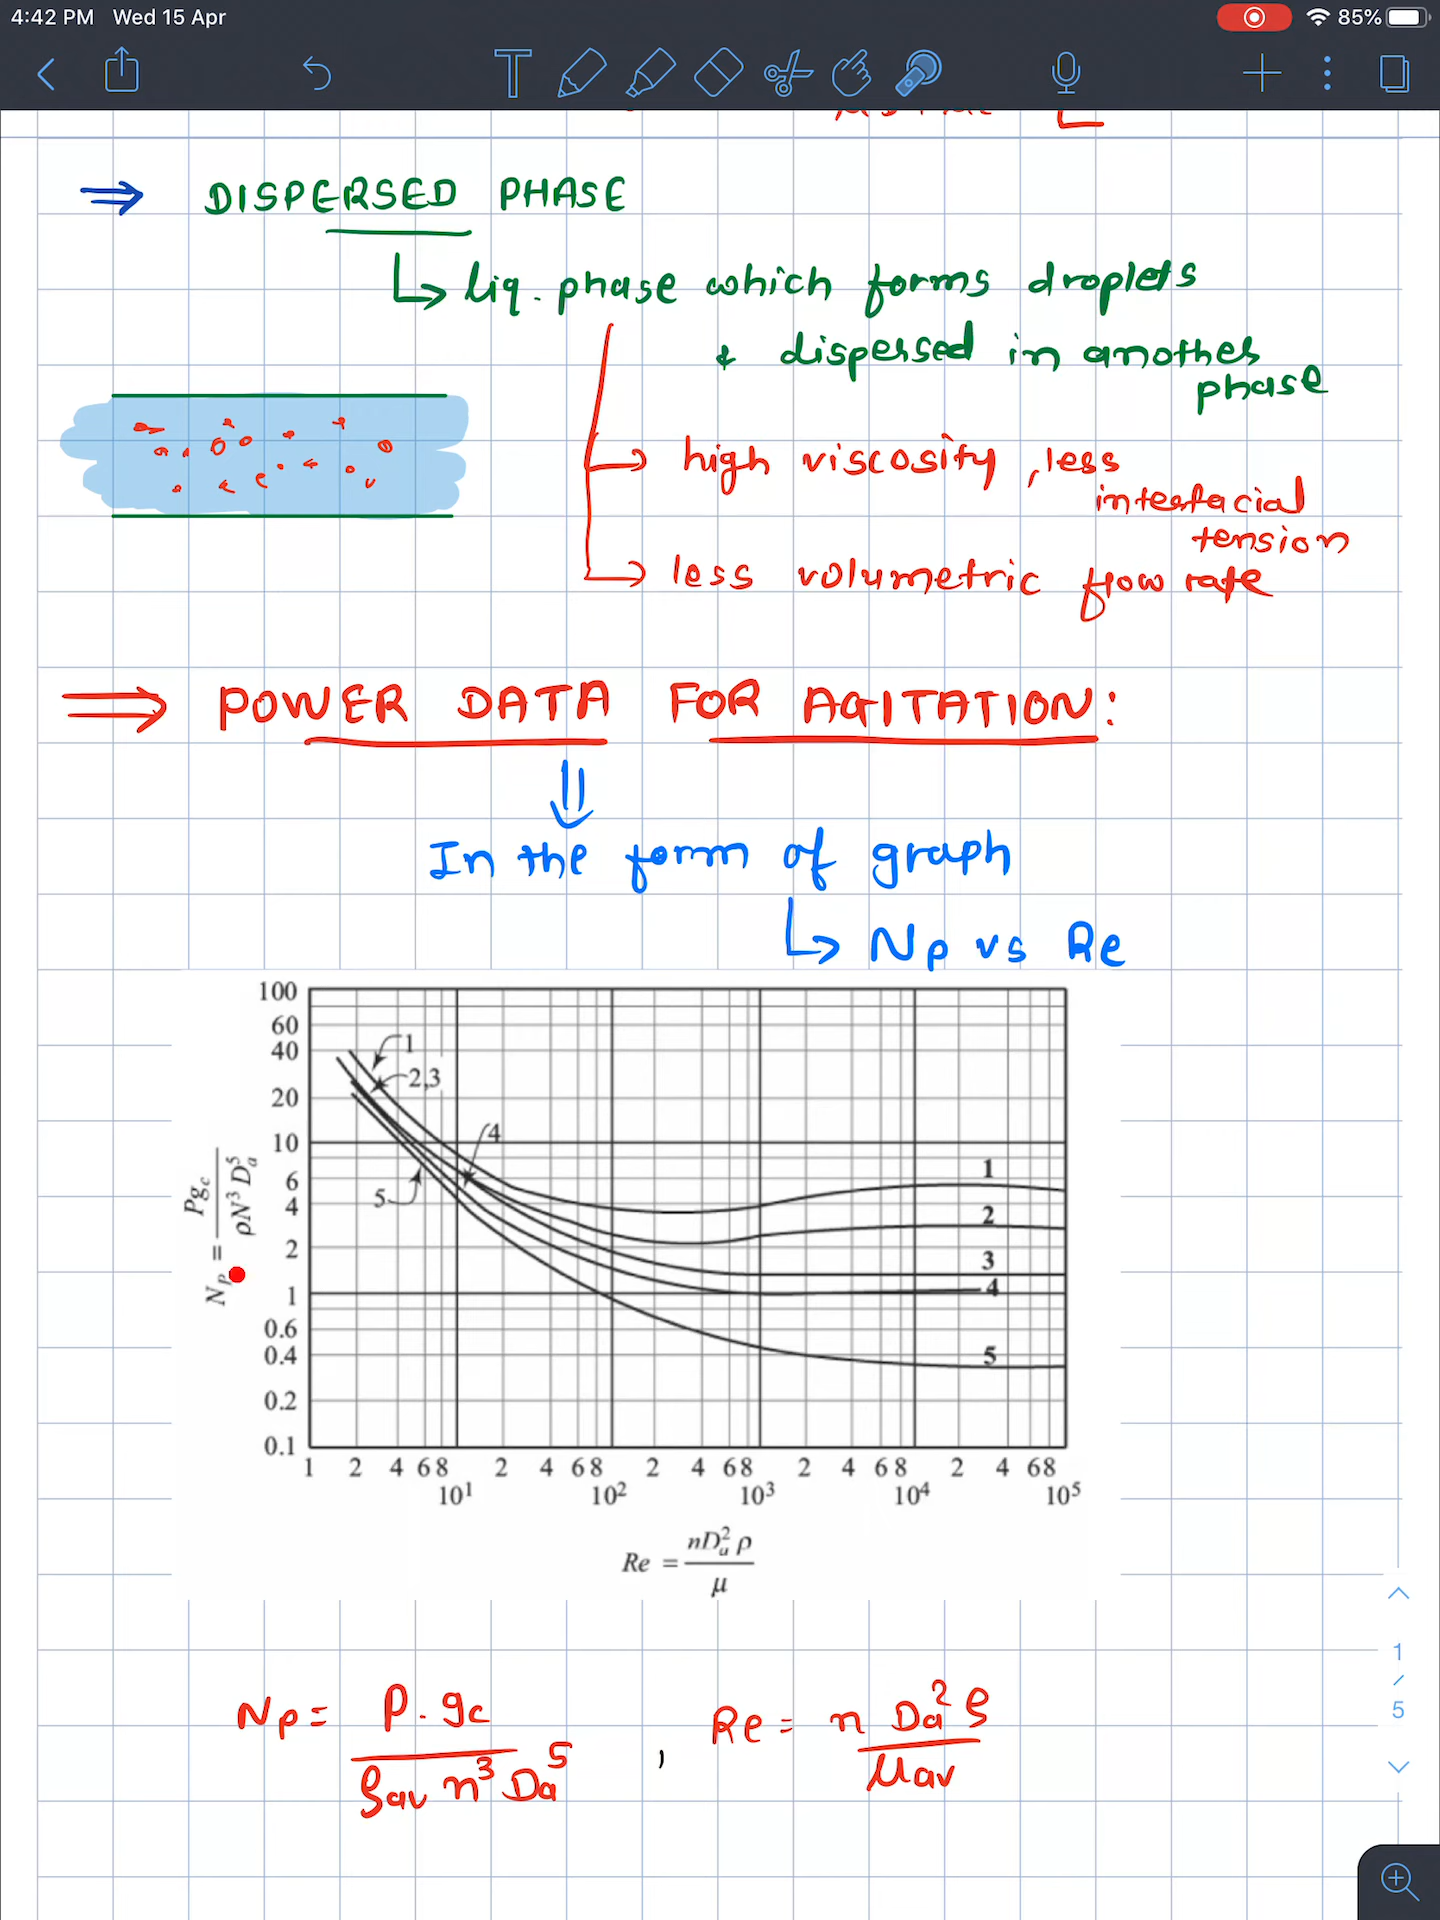 4:42 PM Wed 15 Apr
85%
⇒ DISPERSED PHASE
↳ liq. phase which forms droplets
& dispersed in another
phase
→ high viscosity, less
interfacial
tension
→ less volumetric flow rate
⇒ POWER DATA FOR AGITATION:
⇓
In the form of graph
↳ Np vs Re
100
60
40
20
10
6
4
2
1
0.6
0.4
0.2
0.1
N_p = Pg_c / ρN³D_a⁵
1
2,3
4
5
1
2
3
4
5
1 2 4 6 8 2 4 6 8 2 4 6 8 2 4 6 8 2 4 6 8
10¹ 10² 10³ 10⁴ 10⁵
Re = nD_a² ρ / μ
Np = P. gc / ρav n³ Da⁵ , Re = n Da² ρ / μav
1
/
5